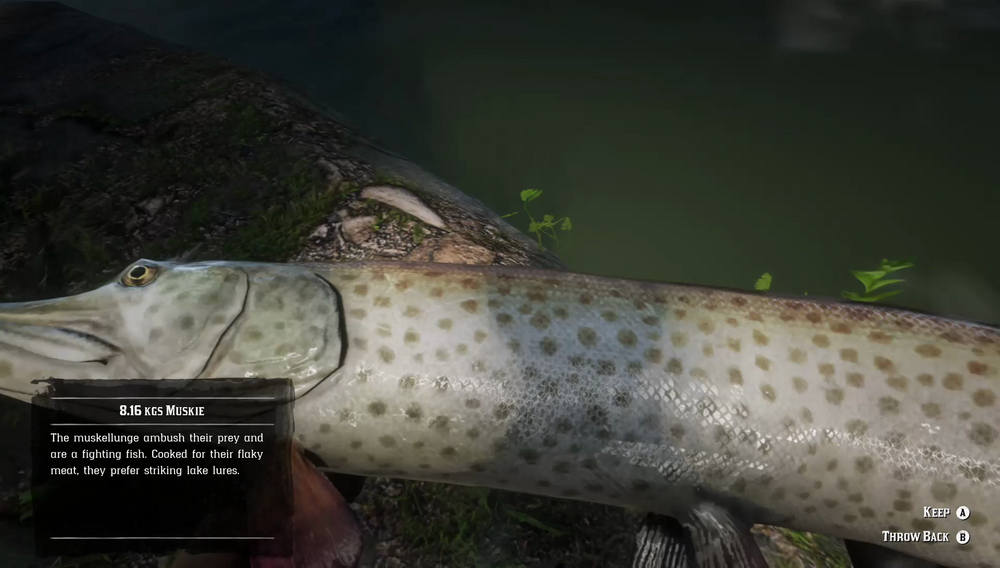 8.16 KGS MUSKIE
The muskellunge ambush their prey and
are a fighting fish. Cooked for their flaky
meat, they prefer striking lake lures.
KEEP A
THROW BACK B